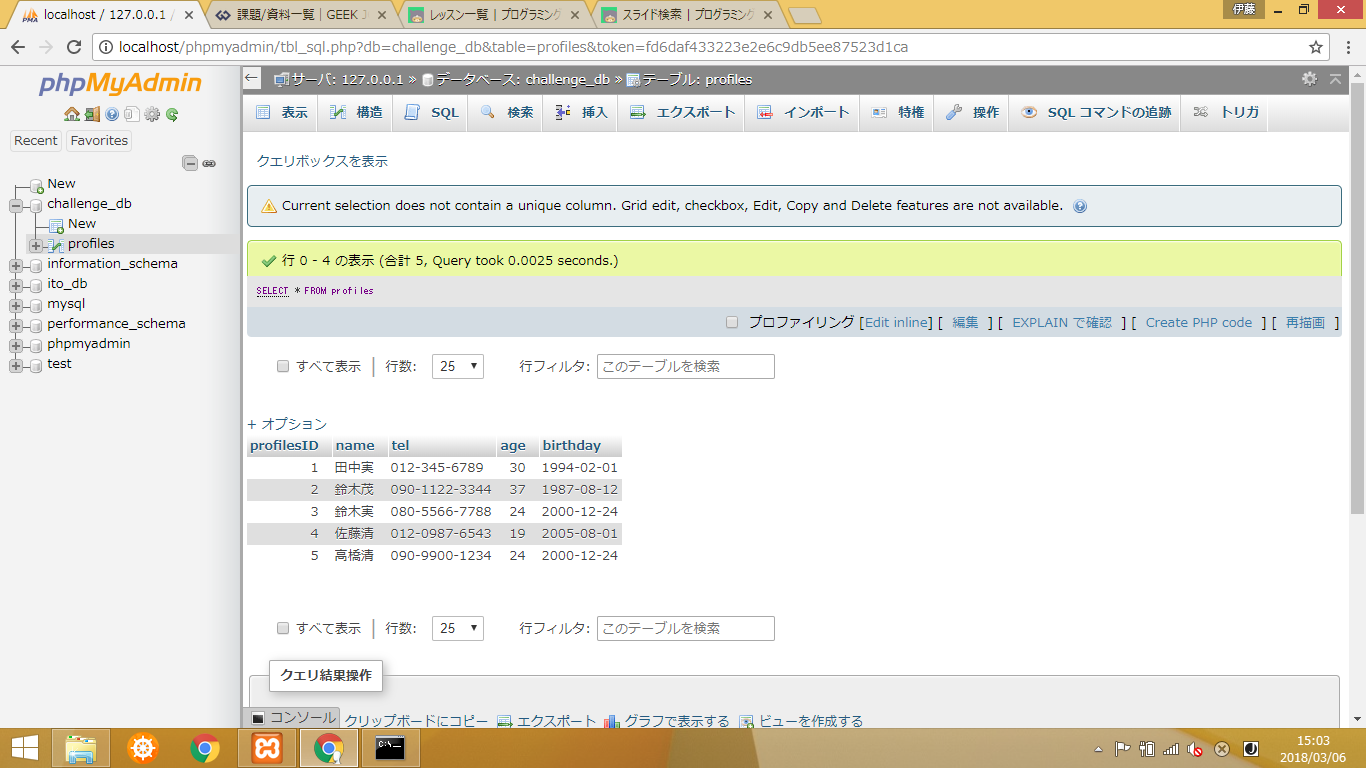 localhost / 127.0.0.1 /
課題/資料一覧 | GEEK J
レッスン一覧 | プログラミング
スライド検索 | プログラミング
伊藤
localhost/phpmyadmin/tbl_sql.php?db=challenge_db&table=profiles&token=fd6daf433223e2e6c9db5ee87523d1ca
phpMyAdmin
Recent Favorites
New
challenge_db
New
profiles
information_schema
ito_db
mysql
performance_schema
phpmyadmin
test
サーバ: 127.0.0.1 » データベース: challenge_db » テーブル: profiles
表示 構造 SQL 検索 挿入 エクスポート インポート 特権 操作 SQL コマンドの追跡 トリガ
クエリボックスを表示
Current selection does not contain a unique column. Grid edit, checkbox, Edit, Copy and Delete features are not available.
行 0 - 4 の表示 (合計 5, Query took 0.0025 seconds.)
SELECT * FROM profiles
プロファイリング [Edit inline] [ 編集 ] [ EXPLAIN で確認 ] [ Create PHP code ] [ 再描画 ]
すべて表示 | 行数: 25 行フィルタ: このテーブルを検索
+ オプション
profilesID name tel age birthday
1 田中実 012-345-6789 30 1994-02-01
2 鈴木茂 090-1122-3344 37 1987-08-12
3 鈴木実 080-5566-7788 24 2000-12-24
4 佐藤清 012-0987-6543 19 2005-08-01
5 高橋清 090-9900-1234 24 2000-12-24
すべて表示 | 行数: 25 行フィルタ: このテーブルを検索
クエリ結果操作
コンソール クリップボードにコピー エクスポート グラフで表示する ビューを作成する
15:03
2018/03/06